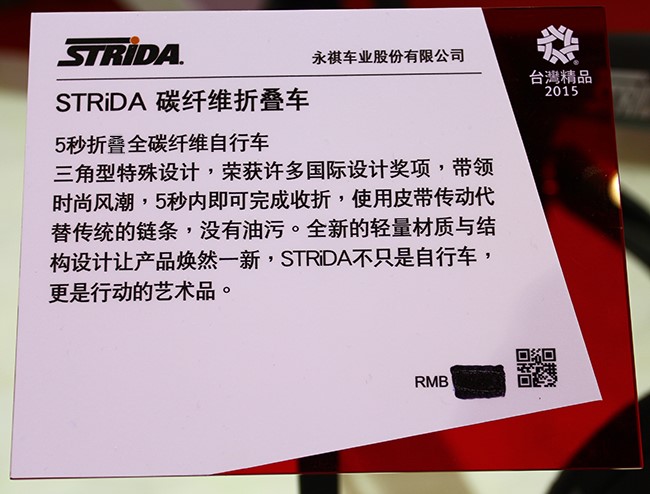 STRiDA.
永祺车业股份有限公司
台灣精品
2015
STRiDA 碳纤维折叠车
5秒折叠全碳纤维自行车
三角型特殊设计，荣获许多国际设计奖项，带领
时尚风潮，5秒内即可完成收折，使用皮带传动代
替传统的链条，没有油污。全新的轻量材质与结
构设计让产品焕然一新，STRiDA不只是自行车，
更是行动的艺术品。
RMB